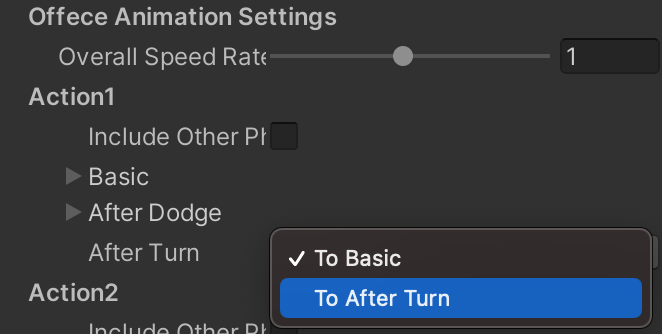 Offece Animation Settings
Overall Speed Rate 1
Action1
Include Other Ph
Basic
After Dodge
After Turn
To Basic
To After Turn
Action2
Include Other Ph